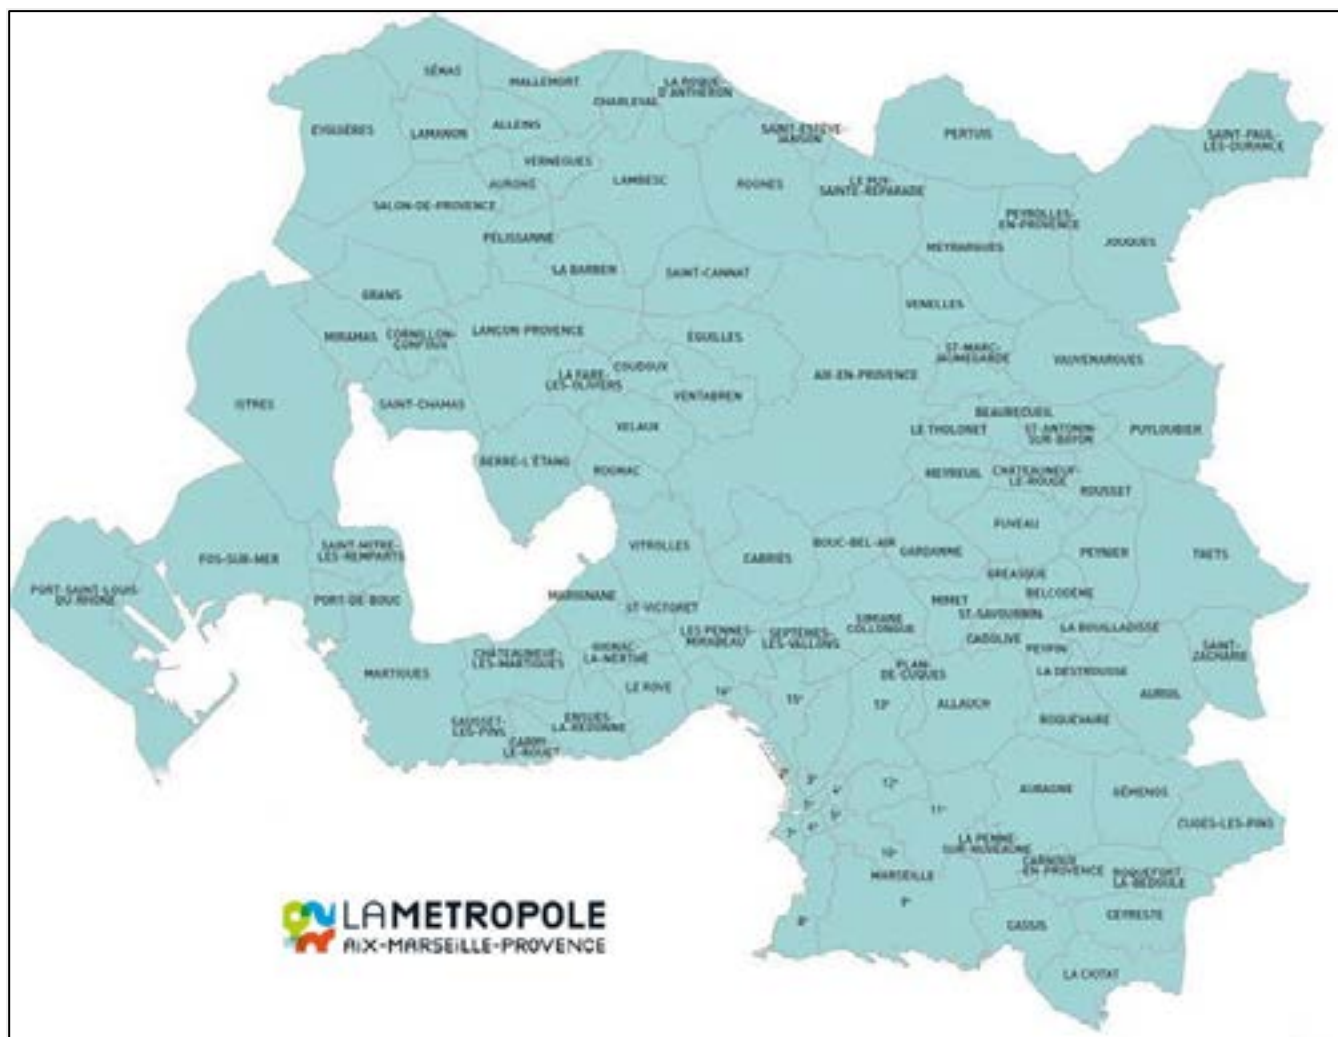 SÉNAS
MALLEMORT
LA ROQUE-
D'ANTHERON
CHARLEVAL
EYGUIÈRES
LAMANON
ALLEINS
SAINT-ESTÈVE-
JANSON
PERTUIS
SAINT-PAUL-
LÈS-DURANCE
VERNÈGUES
AURONS
LAMBESC
ROGNES
LE PUY-
SAINTE-RÉPARADE
SALON-DE-PROVENCE
PEYROLLES-
EN-PROVENCE
MEYRARGUES
JOUQUES
PÉLISSANNE
LA BARBEN
SAINT-CANNAT
GRANS
VENELLES
MIRAMAS
CORNILLON-
CONFOUX
LANÇON-PROVENCE
EGUILLES
ST-MARC-
JAUMEGARDE
VAUVENARGUES
COUDOUX
LA FARE-
LES-OLIVIERS
AIX-EN-PROVENCE
VENTABREN
ISTRES
SAINT-CHAMAS
BEAURECUEIL
VELAUX
LE THOLONET
ST-ANTONIN-
SUR-BAYON
PUYLOUBIER
BERRE-L'ÉTANG
ROGNAC
MEYREUIL
CHÂTEAUNEUF-
LE-ROUGE
ROUSSET
FUVEAU
SAINT-MITRE-
LES-REMPARTS
VITROLLES
CABRIÈS
BOUC-BEL-AIR
GARDANNE
PEYNIER
TRETS
FOS-SUR-MER
GRÉASQUE
PORT-SAINT-LOUIS-
DU-RHÔNE
PORT-DE-BOUC
MARIGNANE
ST-VICTORET
MIMET
BELCODÈNE
ST-SAVOURNIN
SIMIANE
COLLONGUE
LES PENNES-
MIRABEAU
SEPTÈMES-
LES-VALLONS
CADOLIVE
LA BOUILLADISSE
PEYPIN
CHÂTEAUNEUF-
LES-MARTIGUES
GIGNAC-
LA-NERTHE
SAINT-
ZACHARIE
MARTIGUES
PLAN-
DE-CUQUES
LA DESTROUSSE
LE ROVE
16e
15e
13e
ALLAUCH
AURIOL
ROQUEVAIRE
SAUSSET-
LES-PINS
ENSUÈS-
LA-REDONNE
CARRY-
LE-ROUET
2e
3e
12e
4e
AUBAGNE
GÉMENOS
1e
5e
11e
CUGES-LES-PINS
7e
6e
LA PENNE-
SUR-HUVEAUNE
10e
CARNOUX
-EN-PROVENCE
MARSEILLE
ROQUEFORT
LA-BÉDOULE
9e
8e
CASSIS
CEYRESTE
LA CIOTAT
LAMETROPOLE
AIX-MARSEILLE-PROVENCE